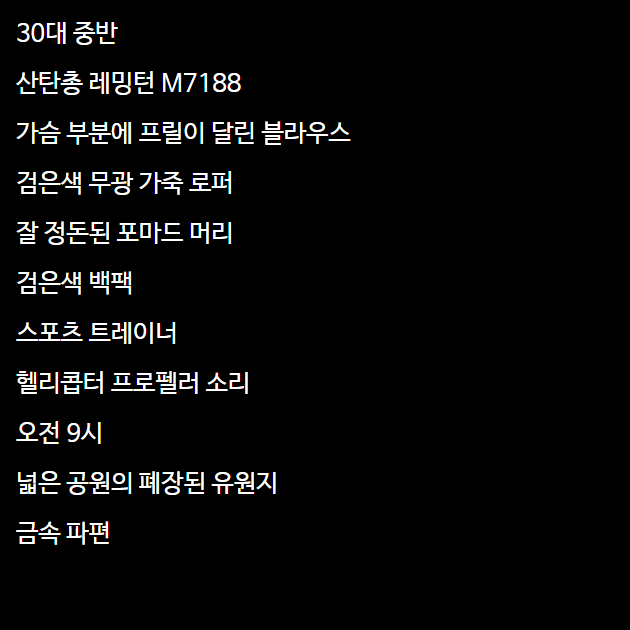 30대 중반
산탄총 레밍턴 M7188
가슴 부분에 프릴이 달린 블라우스
검은색 무광 가죽 로퍼
잘 정돈된 포마드 머리
검은색 백팩
스포츠 트레이너
헬리콥터 프로펠러 소리
오전 9시
넓은 공원의 폐장된 유원지
금속 파편